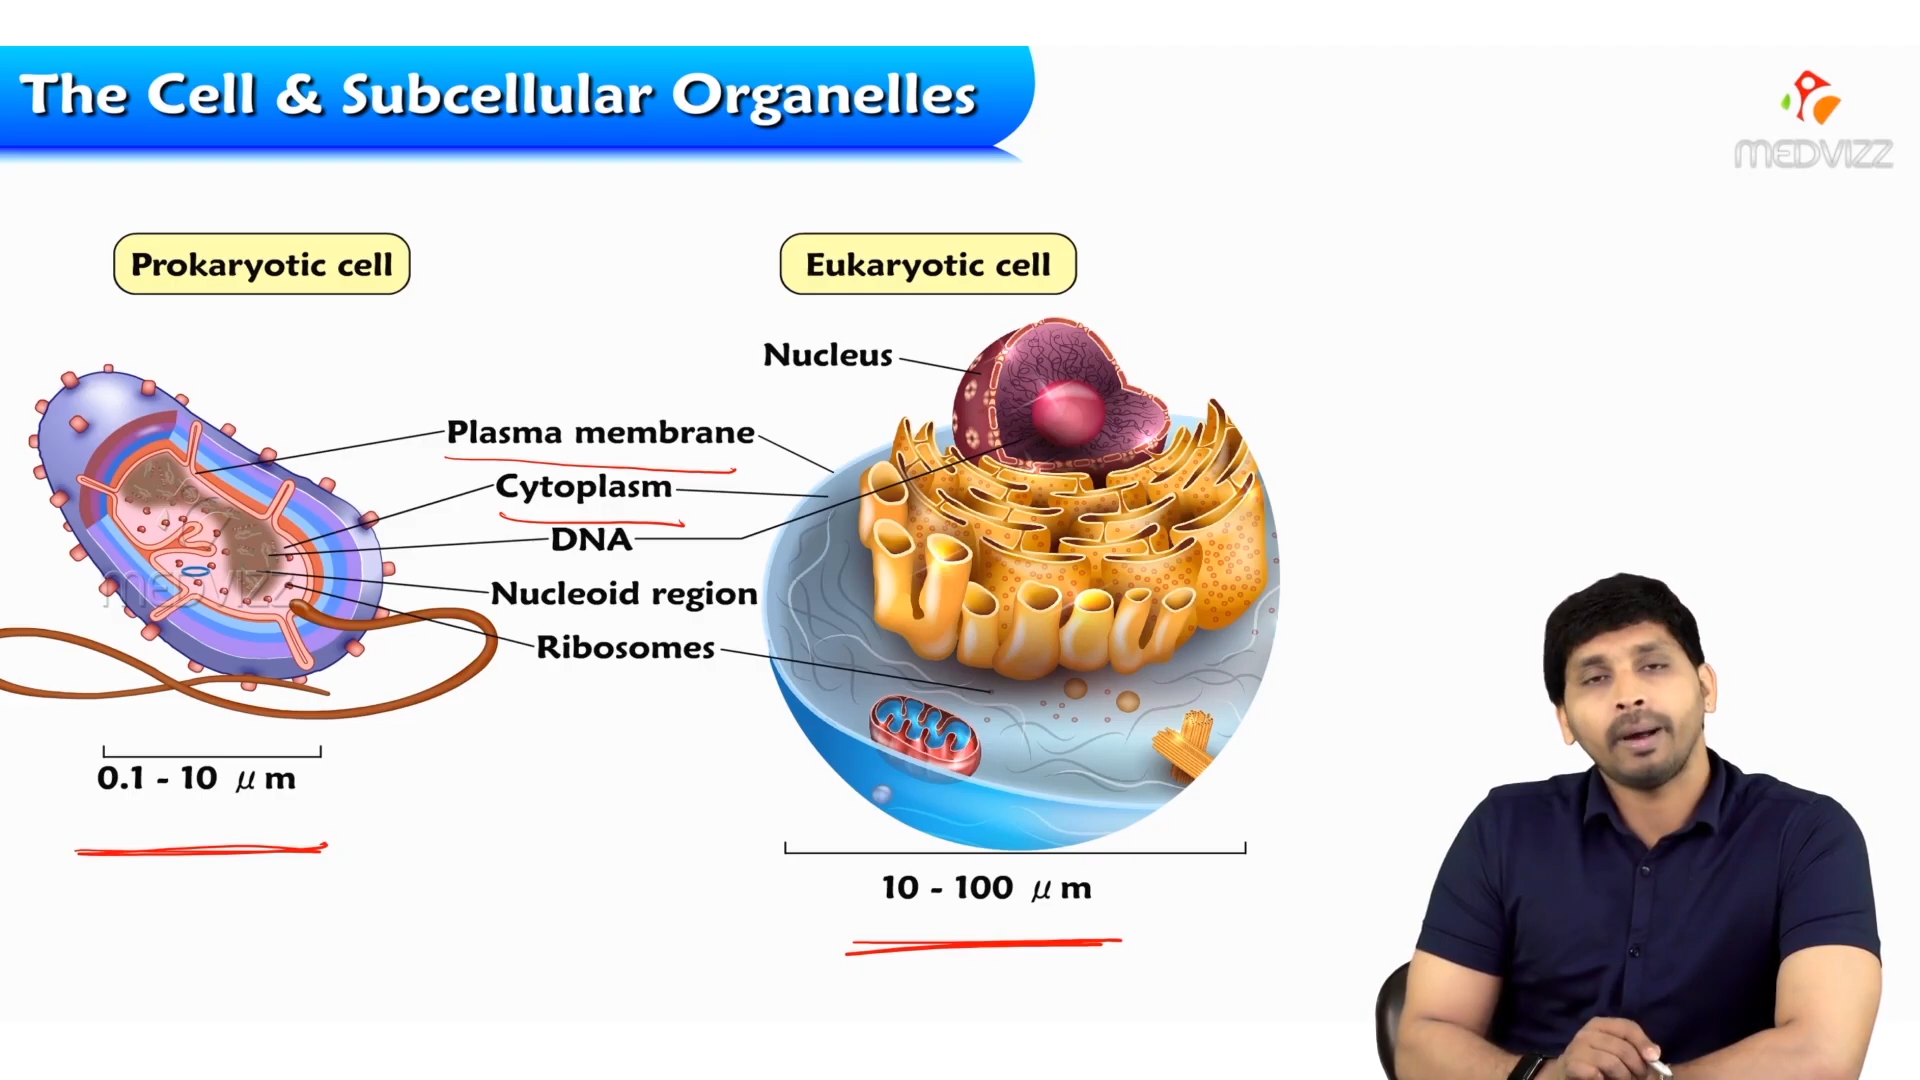 The Cell & Subcellular Organelles
MEDVIZZ
Prokaryotic cell
Eukaryotic cell
Nucleus
Plasma membrane
Cytoplasm
DNA
Nucleoid region
Ribosomes
MEDVIZZ
0.1 - 10 μm
10 - 100 μm